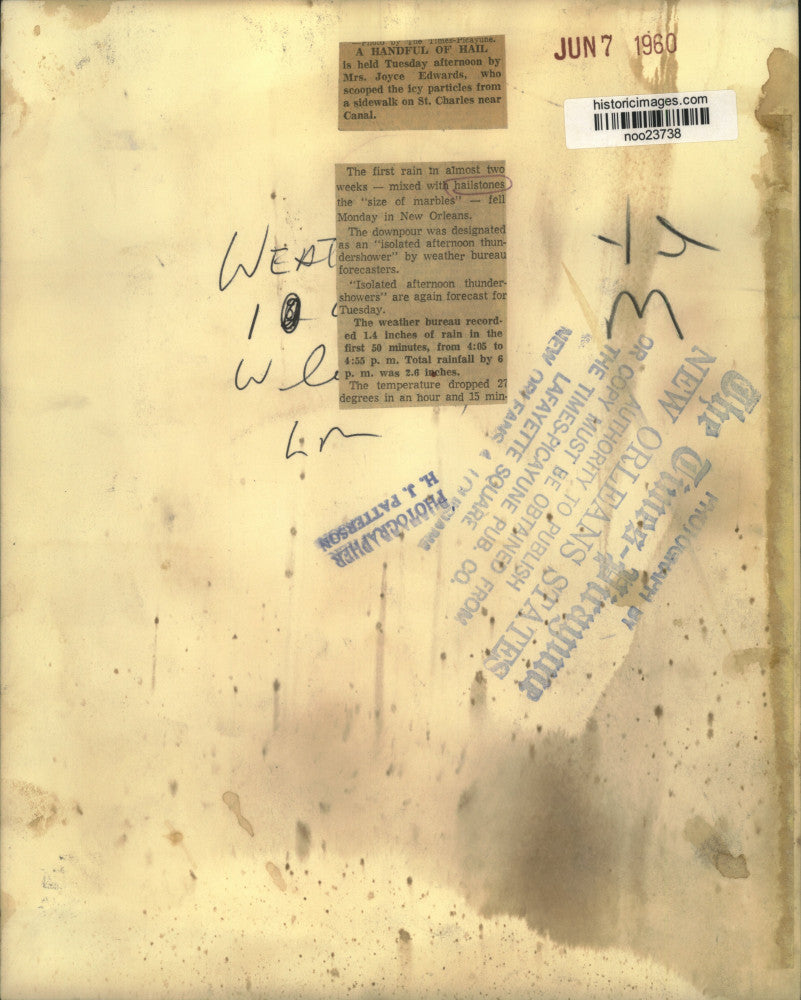 —Photo by The Times-Picayune.
A HANDFUL OF HAIL
is held Tuesday afternoon by
Mrs. Joyce Edwards, who
scooped the icy particles from
a sidewalk on St. Charles near
Canal.
JUN 7 1960
historicimages.com
noo23738
The first rain in almost two
weeks — mixed with hailstones
the "size of marbles" — fell
Monday in New Orleans.
The downpour was designated
as an "isolated afternoon thun-
dershower" by weather bureau
forecasters.
"Isolated afternoon thunder-
showers" are again forecast for
Tuesday.
The weather bureau record-
ed 1.4 inches of rain in the
first 50 minutes, from 4:05 to
4:55 p. m. Total rainfall by 6
p. m. was 2.6 inches.
The temperature dropped 27
degrees in an hour and 15 min-
WEAT
PHOTOGRAPHER
H. J. PATTERSON
PHOTOGRAPH BY
The Times-Picayune
NEW ORLEANS STATES
AUTHORITY TO PUBLISH
OR COPY MUST BE OBTAINED FROM
THE TIMES-PICAYUNE PUB. CO.
LAFAYETTE SQUARE
NEW ORLEANS